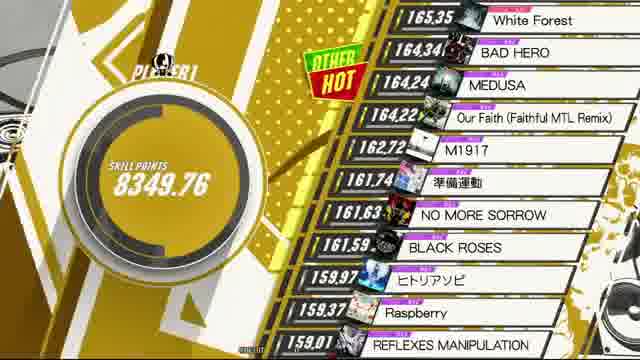 PLAYER1
SKILL POINTS
8349.76
OTHER
HOT
165,35 White Forest
164,34 BAD HERO
164,24 MEDUSA
164,22 Our Faith (Faithful MTL Remix)
162,72 M1917
161,74 準備運動
161,63 NO MORE SORROW
161,59 BLACK ROSES
159,97 ヒトリアソビ
159,37 Raspberry
159,01 REFLEXES MANIPULATION